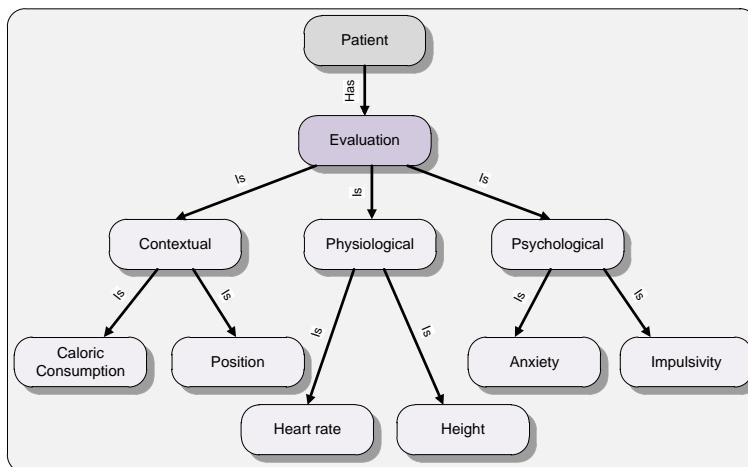 Patient
Has
Evaluation
Is
Is
Is
Contextual
Physiological
Psychological
Is
Is
Is
Is
Is
Is
Caloric
Consumption
Position
Anxiety
Impulsivity
Heart rate
Height